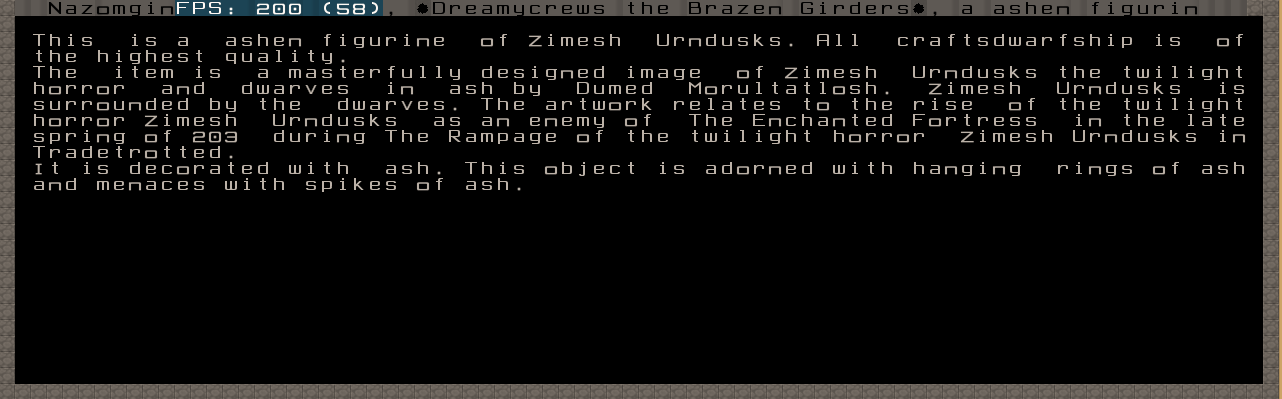 NazomginFPS: 200 (58), ☼Dreamycrews the Brazen Girders☼, a ashen figurin
This is a ashen figurine of Zimesh Urndusks. All craftsdwarfship is of
the highest quality.
The item is a masterfully designed image of Zimesh Urndusks the twilight
horror and dwarves in ash by Dumed Morultatlosh. Zimesh Urndusks is
surrounded by the dwarves. The artwork relates to the rise of the twilight
horror Zimesh Urndusks as an enemy of The Enchanted Fortress in the late
spring of 203 during The Rampage of the twilight horror Zimesh Urndusks in
Tradetrotted.
It is decorated with ash. This object is adorned with hanging rings of ash
and menaces with spikes of ash.